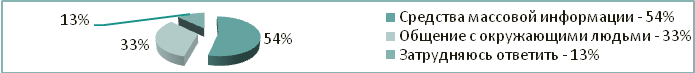 13%
33%
54%
Средства массовой информации - 54%
Общение с окружающими людьми - 33%
Затрудняюсь ответить - 13%